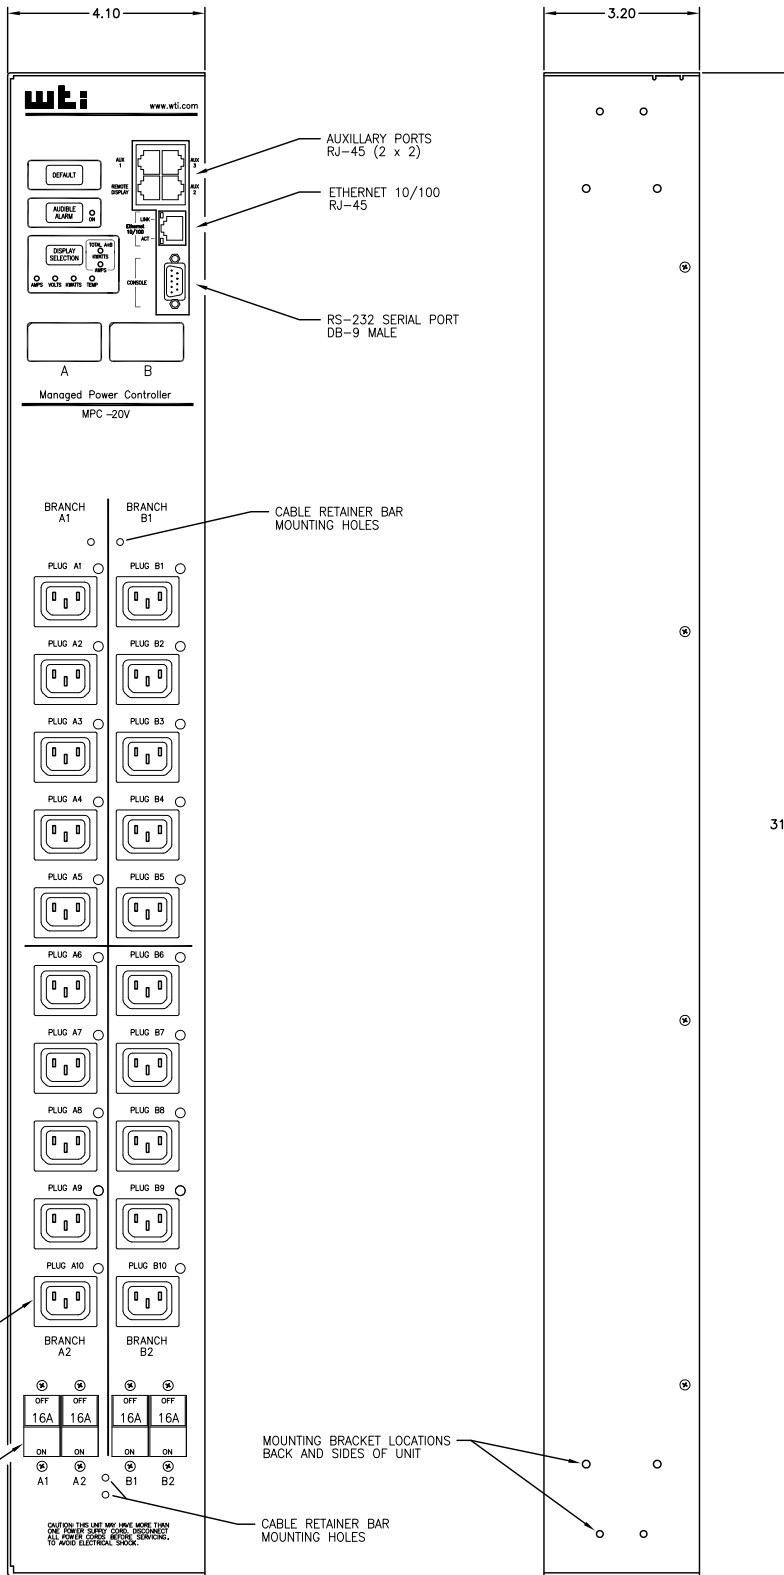 4.10
3.20
wti
www.wti.com
AUXILLARY PORTS
RJ-45 (2 x 2)
AUX
1
AUX
3
DEFAULT
REMOTE
DISPLAY
AUX
2
ETHERNET 10/100
RJ-45
AUDIBLE
ALARM
ON
LINK
Ethernet
10/100
ACT
DISPLAY
SELECTION
TOTAL A+B
KWATTS
AMPS
AMPS VOLTS KWATTS TEMP
CONSOLE
RS-232 SERIAL PORT
DB-9 MALE
A B
Managed Power Controller
MPC -20V
BRANCH
A1
BRANCH
B1
CABLE RETAINER BAR
MOUNTING HOLES
PLUG A1 PLUG B1
PLUG A2 PLUG B2
PLUG A3 PLUG B3
PLUG A4 PLUG B4
31
PLUG A5 PLUG B5
PLUG A6 PLUG B6
PLUG A7 PLUG B7
PLUG A8 PLUG B8
PLUG A9 PLUG B9
PLUG A10 PLUG B10
BRANCH
A2
BRANCH
B2
OFF OFF OFF OFF
16A 16A 16A 16A
ON ON ON ON
A1 A2 B1 B2
MOUNTING BRACKET LOCATIONS
BACK AND SIDES OF UNIT
CABLE RETAINER BAR
MOUNTING HOLES
CAUTION: THIS UNIT MAY HAVE MORE THAN
ONE POWER SUPPLY CORD. DISCONNECT
ALL POWER CORDS BEFORE SERVICING,
TO AVOID ELECTRICAL SHOCK.